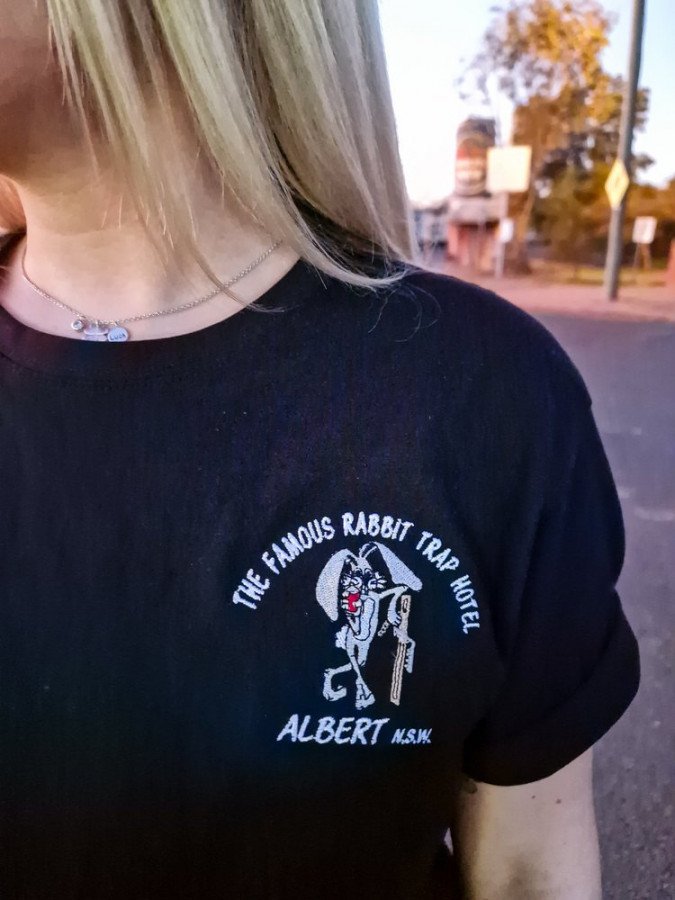 THE FAMOUS RABBIT TRAP HOTEL
ALBERT N.S.W.